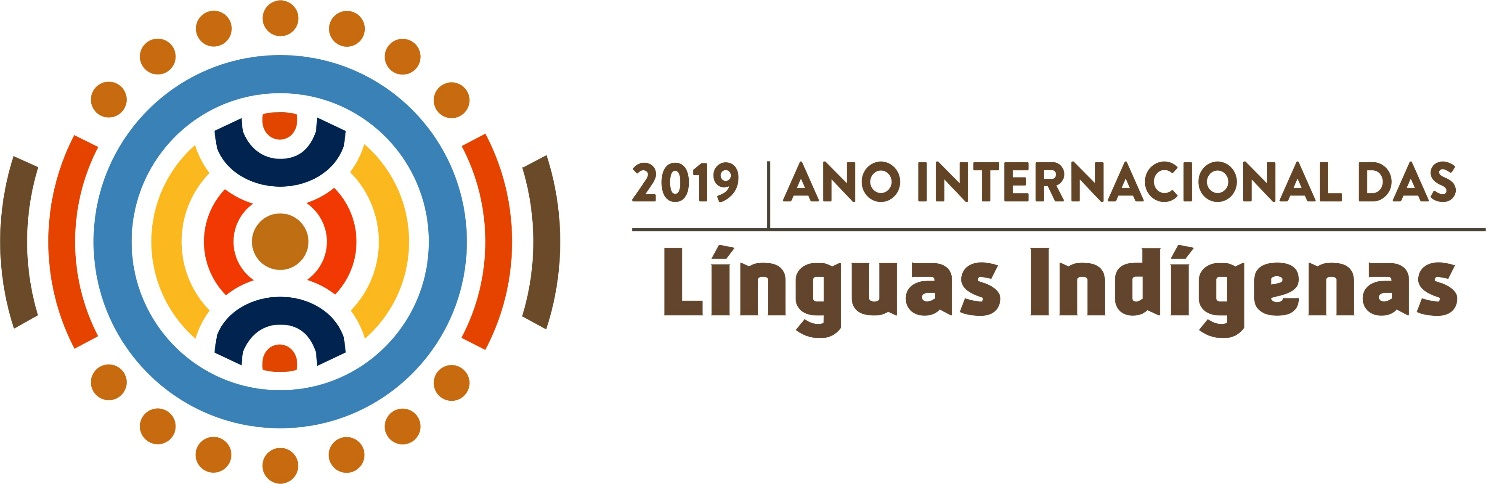 2019 | ANO INTERNACIONAL DAS
Línguas Indígenas